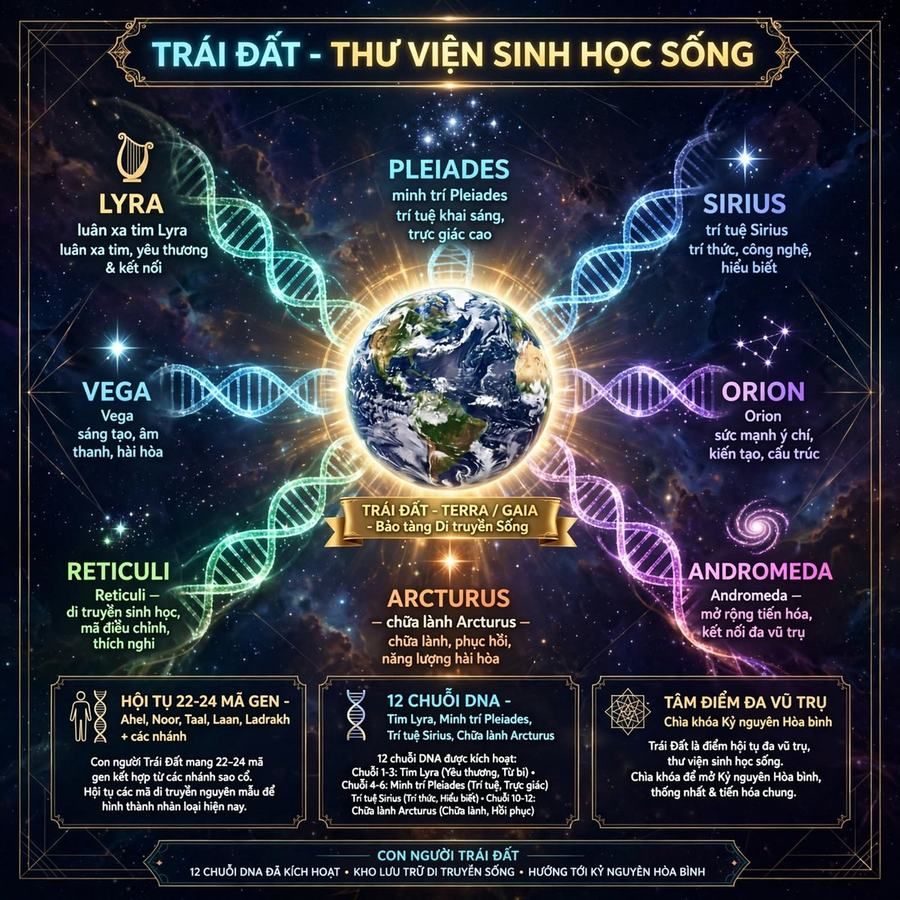 TRÁI ĐẤT - THƯ VIỆN SINH HỌC SỐNG
LYRA
luân xa tim Lyra
luân xa tim, yêu thương
& kết nối
PLEIADES
minh trí Pleiades
trí tuệ khai sáng,
trực giác cao
SIRIUS
trí tuệ Sirius
trí thức, công nghệ,
hiểu biết
VEGA
Vega
sáng tạo, âm
thanh, hài hòa
ORION
Orion
sức mạnh ý chí,
kiến tạo, cấu trúc
TRÁI ĐẤT - TERRA / GAIA
- Bảo tàng Di truyền Sống
RETICULI
Reticuli —
di truyền sinh học,
mã điều chỉnh,
thích nghi
ARCTURUS
— chữa lành Arcturus —
chữa lành, phục hồi,
năng lượng hài hòa
ANDROMEDA
Andromeda —
mở rộng tiến hóa,
kết nối đa vũ trụ
HỘI TỤ 22-24 MÃ GEN -
Ahel, Noor, Taal, Laan, Ladrakh
+ các nhánh
Con người Trái Đất mang 22–24 mã
gen kết hợp từ các nhánh sao cổ.
Hội tụ các mã di truyền nguyên mẫu để
hình thành nhân loại hiện nay.
12 CHUỖI DNA -
Tim Lyra, Minh trí Pleiades,
Trí tuệ Sirius, Chữa lành Arcturus
12 chuỗi DNA được kích hoạt:
Chuỗi 1-3: Tim Lyra (Yêu thương, Từ bi) •
Chuỗi 4-6: Minh trí Pleiades (Trí tuệ, Trực giác)
Trí tuệ Sirius (Tri thức, Hiểu biết) • Chuỗi 10-12:
Chữa lành Arcturus (Chữa lành, Hồi phục)
TÂM ĐIỂM ĐA VŨ TRỤ
Chìa khóa Kỷ nguyên Hòa bình
Trái Đất là điểm hội tụ đa vũ trụ,
thư viện sinh học sống.
Chìa khóa để mở Kỷ nguyên Hòa bình,
thống nhất & tiến hóa chung.
CON NGƯỜI TRÁI ĐẤT
12 CHUỖI DNA ĐÃ KÍCH HOẠT • KHO LƯU TRỮ DI TRUYỀN SỐNG • HƯỚNG TỚI KỶ NGUYÊN HÒA BÌNH